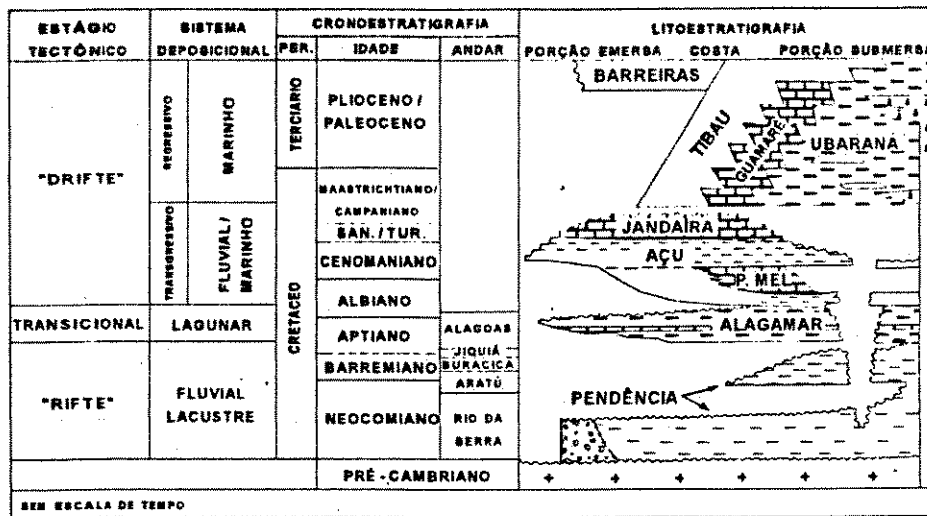 ESTÁGIO TECTÔNICO
SISTEMA DEPOSICIONAL
CRONOESTRATIGRAFIA
PER.
IDADE
ANDAR
LITOESTRATIGRAFIA
PORÇÃO EMERSA
COSTA
PORÇÃO SUBMERSA
"DRIFTE"
REGRESSIVO
MARINHO
TRANSGRESSIVO
FLUVIAL/
MARINHO
TRANSICIONAL
LAGUNAR
"RIFTE"
FLUVIAL
LACUSTRE
TERCIARIO
CRETACEO
PLIOCENO/
PALEOCENO
MAASTRICHTIANO/
CAMPANIANO
SAN./TUR.
CENOMANIANO
ALBIANO
APTIANO
BARREMIANO
NEOCOMIANO
PRÉ-CAMBRIANO
ALAGOAS
JIQUIÁ
BURACICA
ARATÚ
RIO DA
SERRA
BARREIRAS
TIBAU
GUAMARÉ
UBARANA
JANDAÍRA
AÇU
P. MEL
ALAGAMAR
PENDÊNCIA
SEM ESCALA DE TEMPO